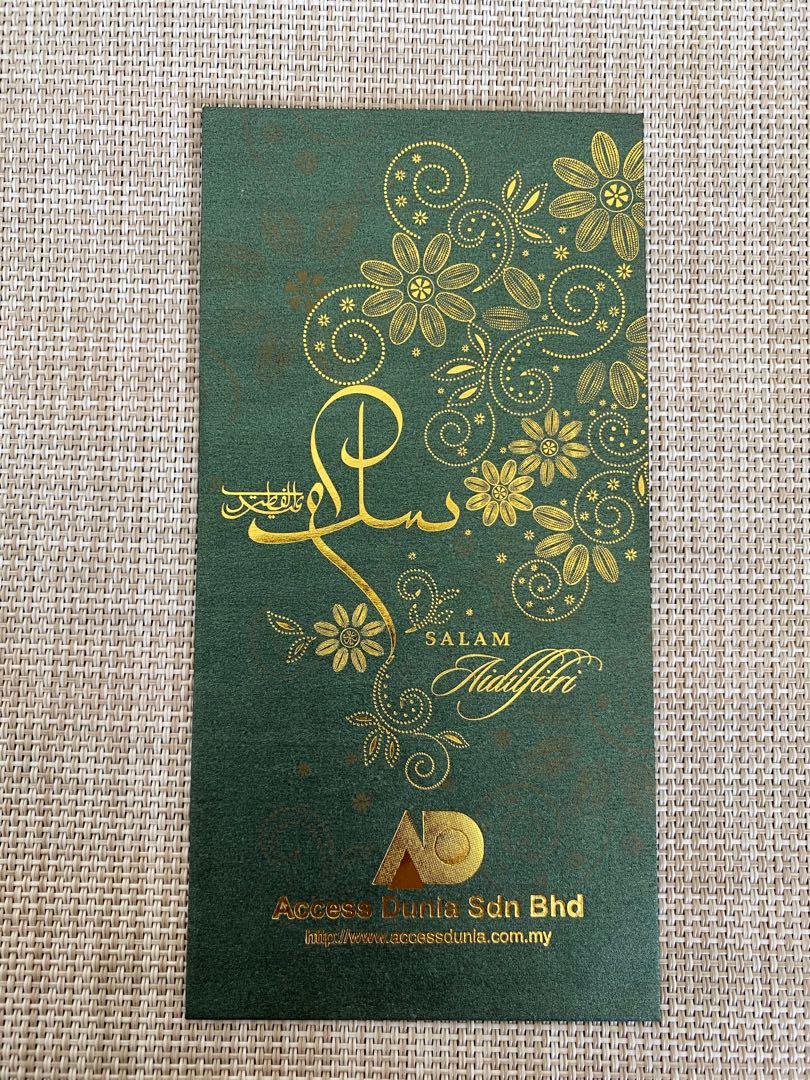 سلام
عيدالفطري
SALAM
Aidilfitri
AD
Access Dunia Sdn Bhd
http://www.accessdunia.com.my